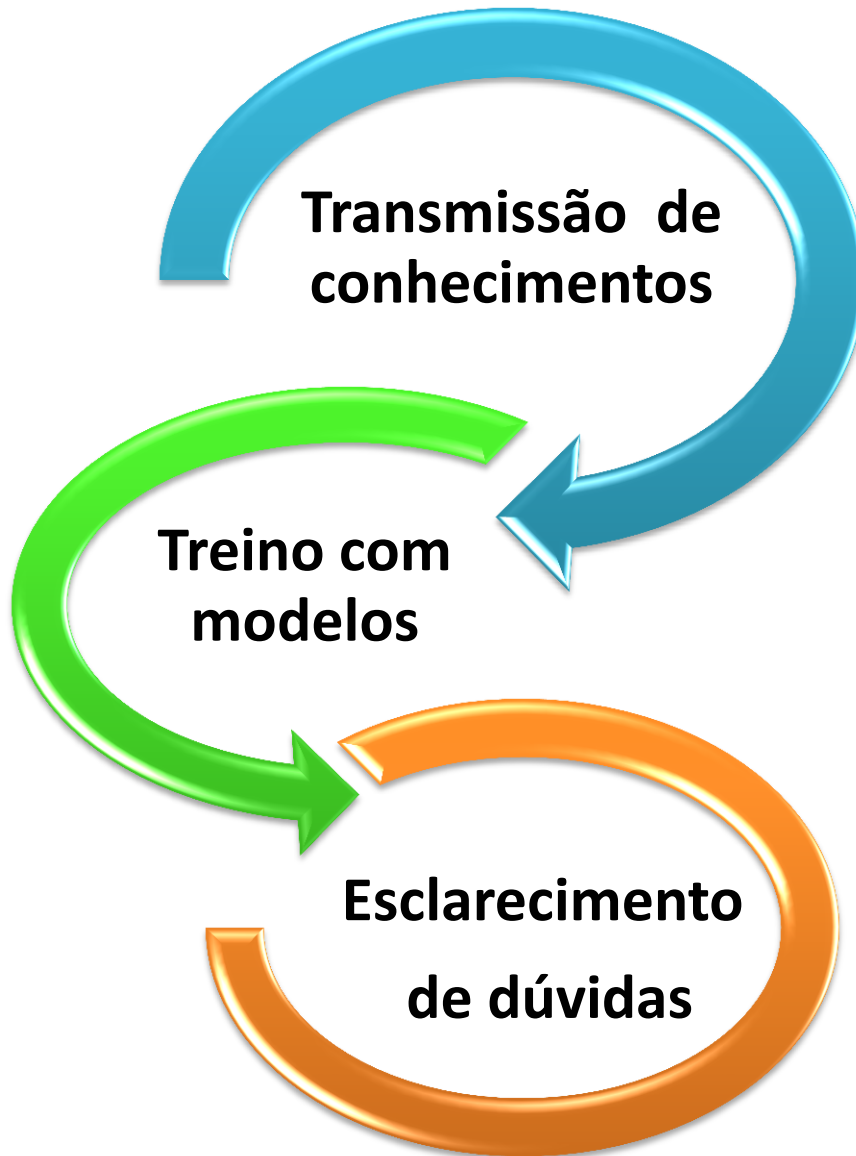 Transmissão de
conhecimentos
Treino com
modelos
Esclarecimento
de dúvidas